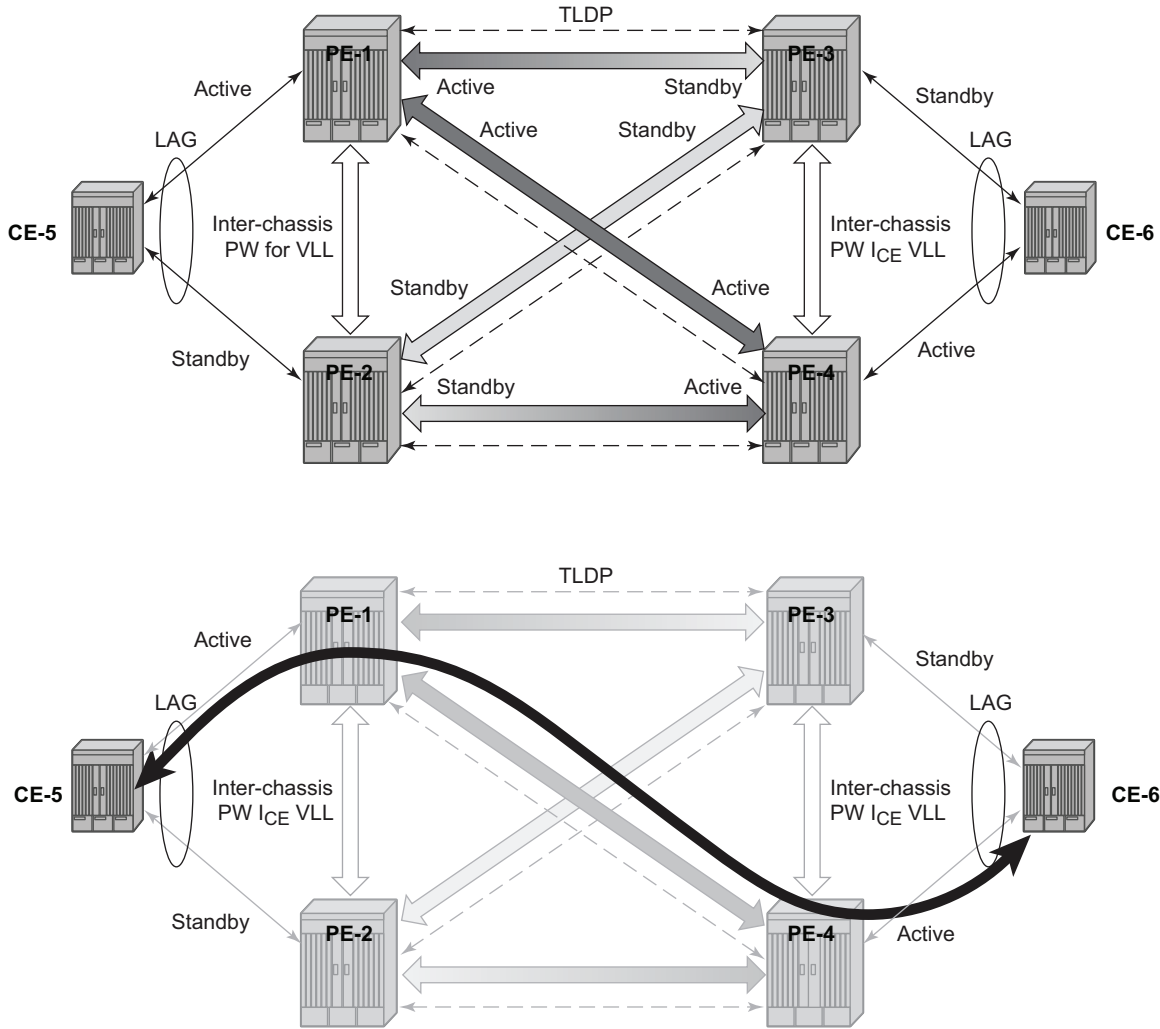 TLDP
PE-1
PE-3
Active
Active
Standby
Standby
Active
Standby
LAG
LAG
CE-5
Inter-chassis
PW for VLL
Inter-chassis
PW ICE VLL
CE-6
Standby
Active
Standby
Active
PE-2
PE-4
Standby
Active
TLDP
PE-1
PE-3
Active
Standby
LAG
LAG
CE-5
Inter-chassis
PW ICE VLL
Inter-chassis
PW ICE VLL
CE-6
Standby
Active
PE-2
PE-4